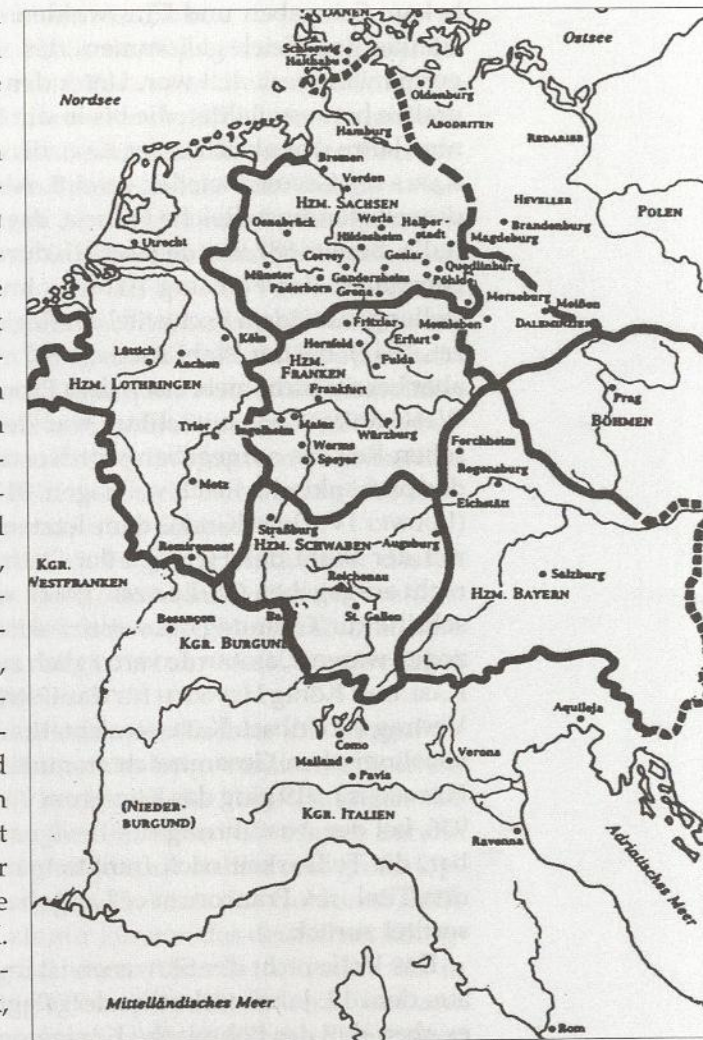 Ostsee
Schleswig
Haithabu
Oldenburg
Nordsee
ABODRITEN
Hamburg
REDARIER
Bremen
Verden
HZM. SACHSEN
HEVELLER
POLEN
Osnabrück
Werla
Halber-
stadt
Brandenburg
Utrecht
Hildesheim
Magdeburg
Corvey
Goslar
Quedlinburg
Münster
Gandersheim
Pöhlde
Paderborn
Grona
Merseburg
Meißen
Fritzlar
Memleben
DALEMINZIER
Köln
Hersfeld
Erfurt
Aachen
HZM.
FRANKEN
Fulda
HZM. LOTHRINGEN
Prag
Frankfurt
BÖHMEN
Trier
Ingelheim
Mainz
Würzburg
Worms
Forchheim
Speyer
Regensburg
Metz
Eichstätt
Straßburg
HZM. SCHWABEN
Augsburg
Remiremont
KGR.
WESTFRANKEN
Reichenau
Salzburg
HZM. BAYERN
Besançon
St. Gallen
KGR. BURGUND
Aquileja
Como
Verona
Mailand
Pavia
(NIEDER-
BURGUND)
KGR. ITALIEN
Ravenna
Adriatisches Meer
Mittelländisches Meer
Rom